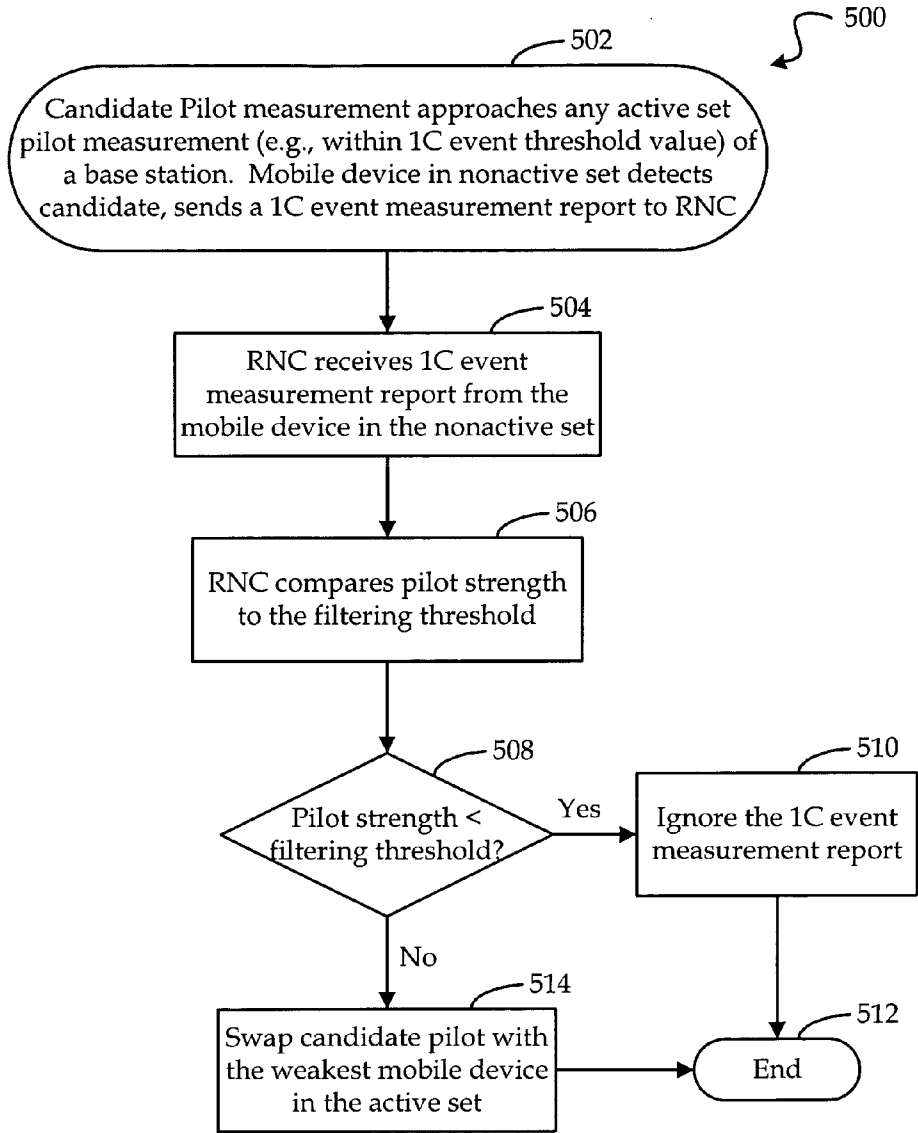 500
502
Candidate Pilot measurement approaches any active set
pilot measurement (e.g., within 1C event threshold value) of
a base station.  Mobile device in nonactive set detects
candidate, sends a 1C event measurement report to RNC
504
RNC receives 1C event
measurement report from the
mobile device in the nonactive set
506
RNC compares pilot strength
to the filtering threshold
508
Pilot strength <
filtering threshold?
Yes
510
Ignore the 1C event
measurement report
No
514
Swap candidate pilot with
the weakest mobile device
in the active set
512
End